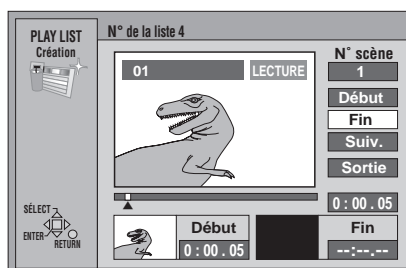 PLAY LIST
Création
N° de la liste 4
01 LECTURE
N° scène
1
Début
Fin
Suiv.
Sortie
0 : 00 . 05
SÉLECT
ENTER
RETURN
Début
0 : 00 . 05
Fin
--:--.--